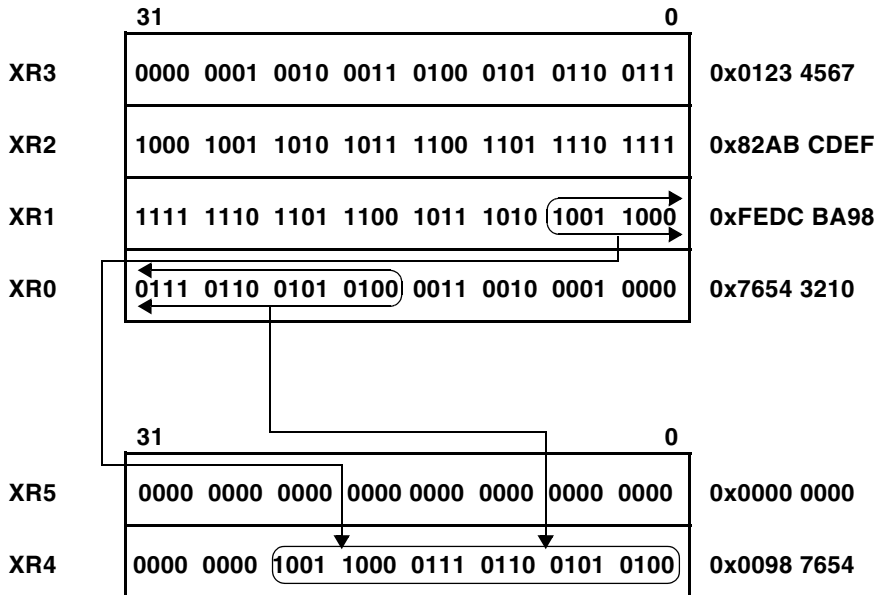 31 0
XR3 0000 0001 0010 0011 0100 0101 0110 0111 0x0123 4567
XR2 1000 1001 1010 1011 1100 1101 1110 1111 0x82AB CDEF
XR1 1111 1110 1101 1100 1011 1010 1001 1000 0xFEDC BA98
XR0 0111 0110 0101 0100 0011 0010 0001 0000 0x7654 3210
31 0
XR5 0000 0000 0000 0000 0000 0000 0000 0000 0x0000 0000
XR4 0000 0000 1001 1000 0111 0110 0101 0100 0x0098 7654